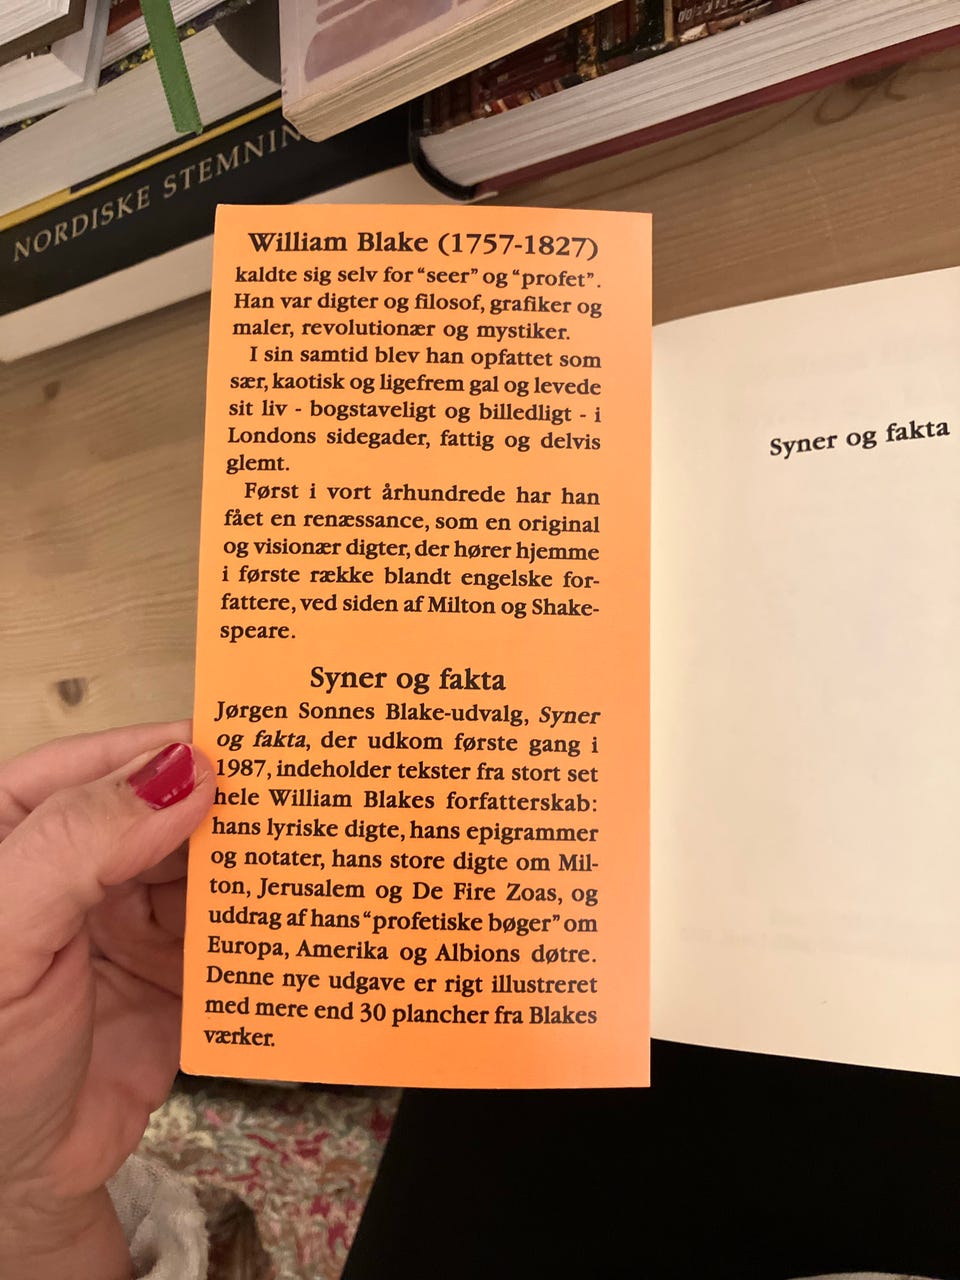 NORDISKE STEMNIN
William Blake (1757-1827)
kaldte sig selv for “seer” og “profet”.
Han var digter og filosof, grafiker og
maler, revolutionær og mystiker.
I sin samtid blev han opfattet som
sær, kaotisk og ligefrem gal og levede
sit liv - bogstaveligt og billedligt - i
Londons sidegader, fattig og delvis
glemt.
Først i vort århundrede har han
fået en renæssance, som en original
og visionær digter, der hører hjemme
i første række blandt engelske for-
fattere, ved siden af Milton og Shake-
speare.
Syner og fakta
Jørgen Sonnes Blake-udvalg, Syner
og fakta, der udkom første gang i
1987, indeholder tekster fra stort set
hele William Blakes forfatterskab:
hans lyriske digte, hans epigrammer
og notater, hans store digte om Mil-
ton, Jerusalem og De Fire Zoas, og
uddrag af hans “profetiske bøger” om
Europa, Amerika og Albions døtre.
Denne nye udgave er rigt illustreret
med mere end 30 plancher fra Blakes
værker.
Syner og fakta